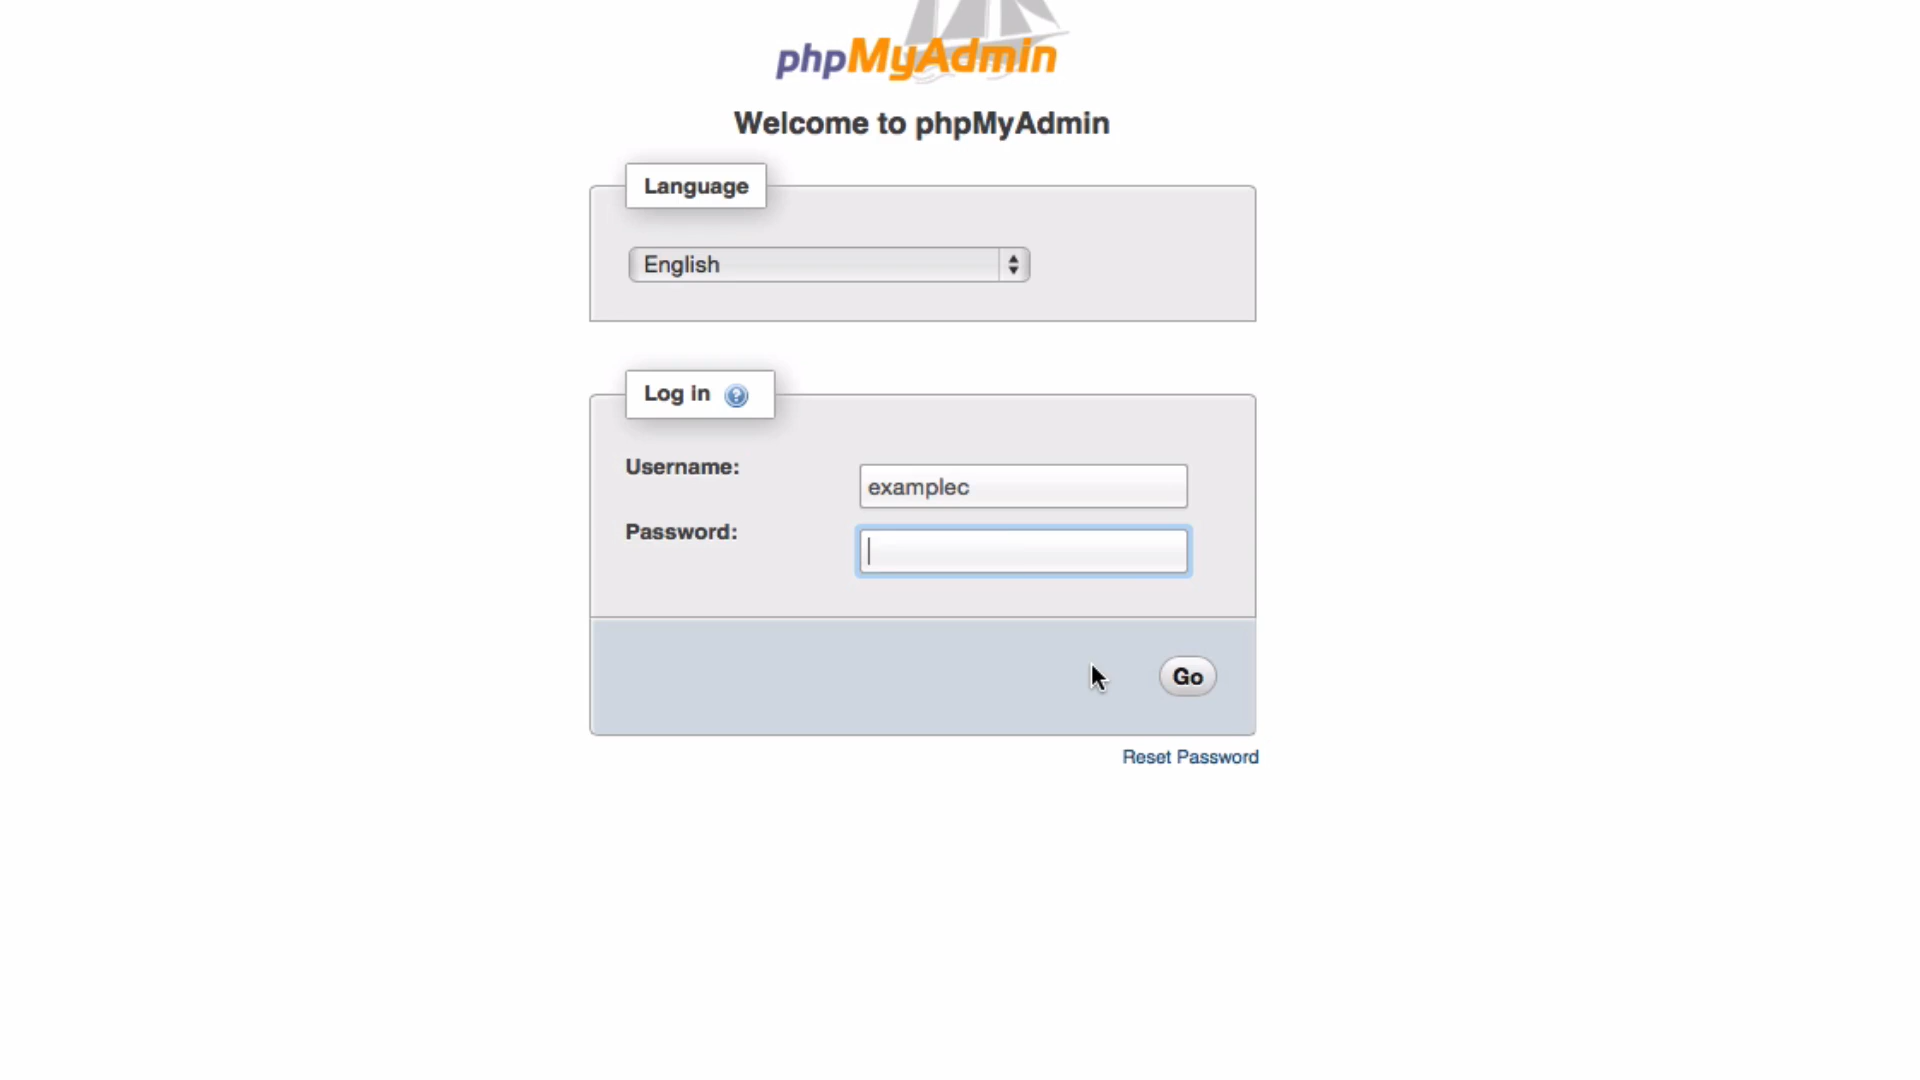 phpMyAdmin
Welcome to phpMyAdmin
Language
English
Log in
Username:
examplec
Password:
Go
Reset Password